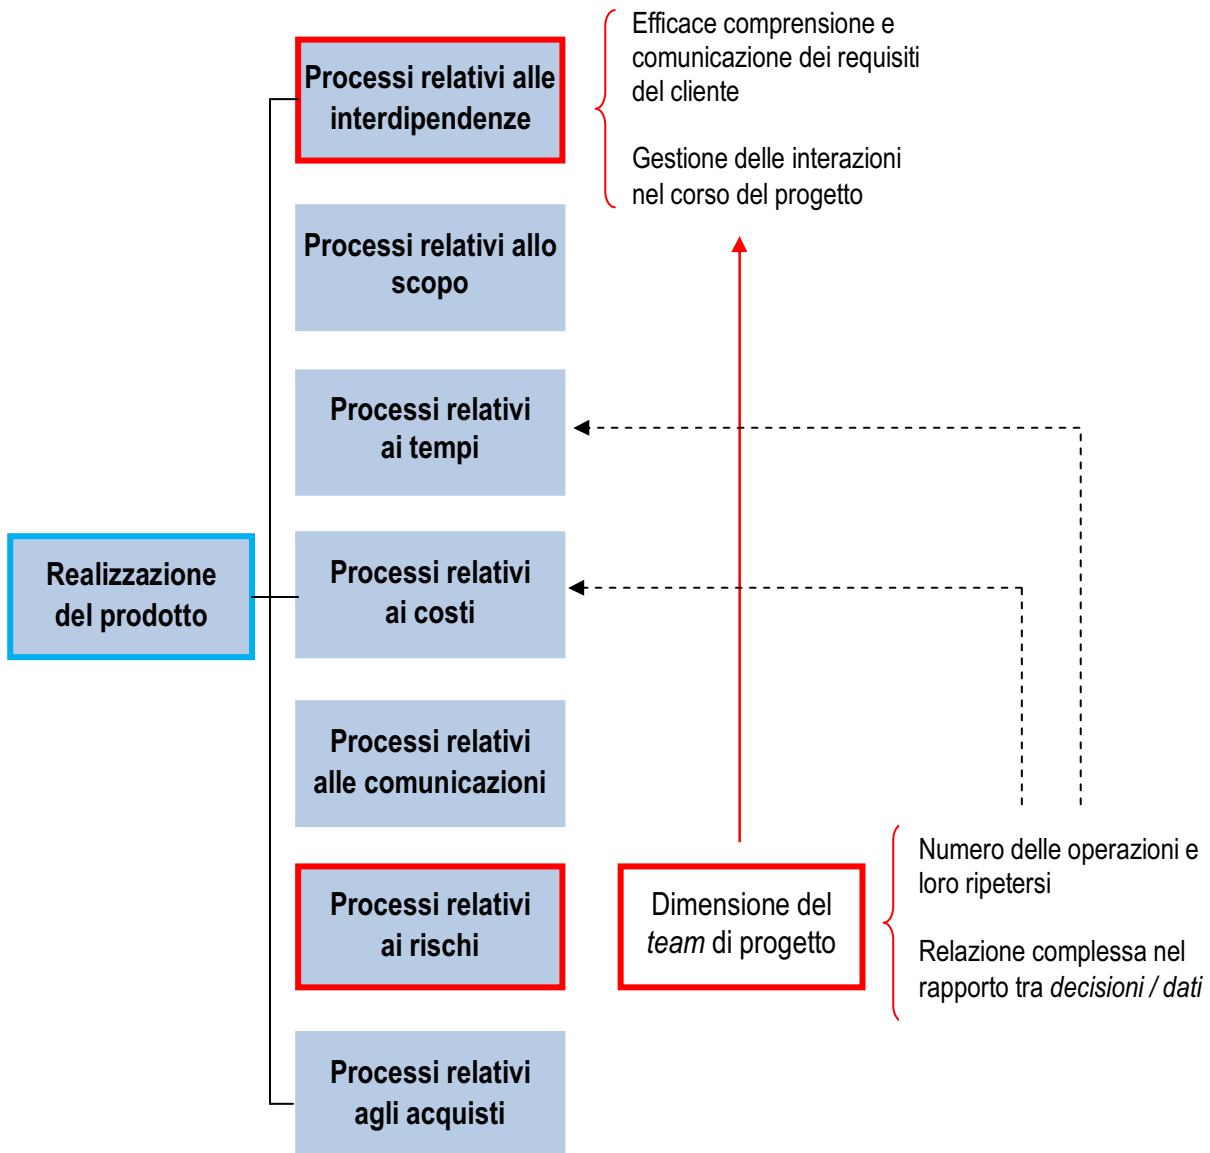 Processi relativi alle
interdipendenze
Efficace comprensione e
comunicazione dei requisiti
del cliente
Gestione delle interazioni
nel corso del progetto
Processi relativi allo
scopo
Processi relativi
ai tempi
Realizzazione
del prodotto
Processi relativi
ai costi
Processi relativi
alle comunicazioni
Processi relativi
ai rischi
Dimensione del
team di progetto
Numero delle operazioni e
loro ripetersi
Relazione complessa nel
rapporto tra decisioni / dati
Processi relativi
agli acquisti